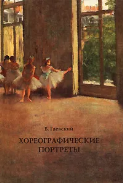 В. Гаевский
ХОРЕОГРАФИЧЕСКИЕ
ПОРТРЕТЫ